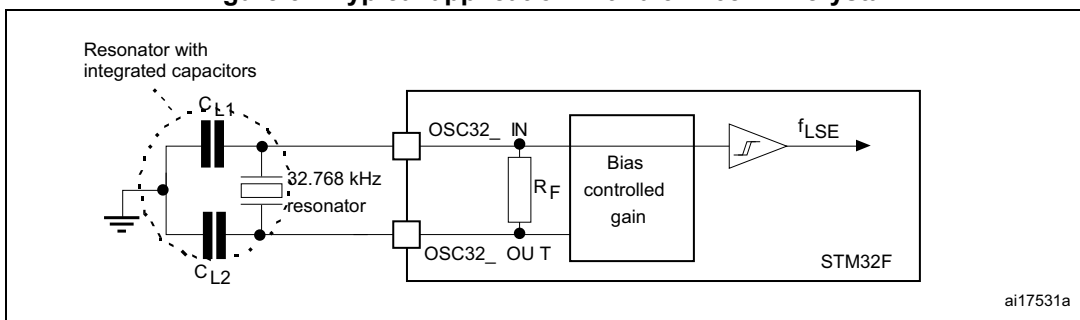 Resonator with
integrated capacitors
CL1
OSC32_ IN
fLSE
32.768 kHz
resonator
RF
Bias
controlled
gain
OSC32_ OU T
STM32F
CL2
ai17531a